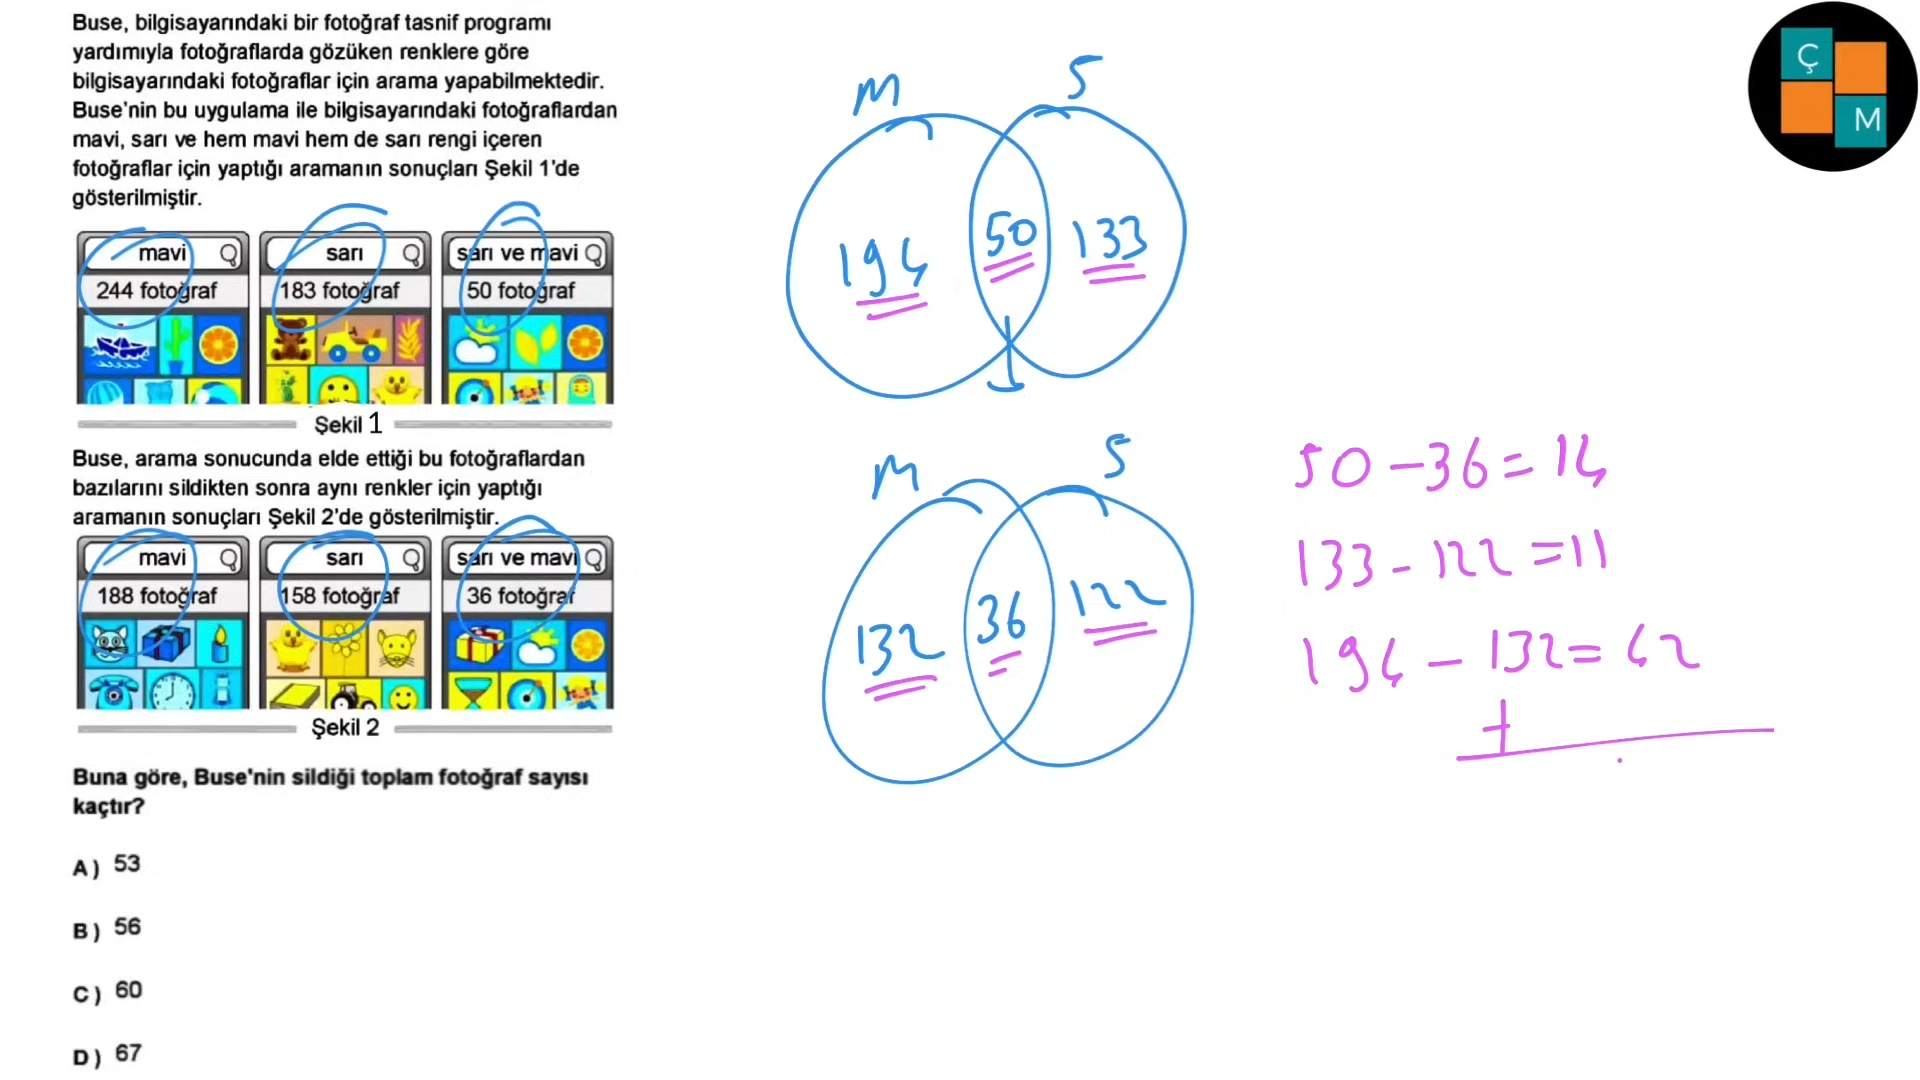 Buse, bilgisayarındaki bir fotoğraf tasnif programı
yardımıyla fotoğraflarda gözüken renklere göre
bilgisayarındaki fotoğraflar için arama yapabilmektedir.
Buse'nin bu uygulama ile bilgisayarındaki fotoğraflardan
mavi, sarı ve hem mavi hem de sarı rengi içeren
fotoğraflar için yaptığı aramanın sonuçları Şekil 1'de
gösterilmiştir.
mavi
244 fotoğraf
sarı
183 fotoğraf
sarı ve mavi
50 fotoğraf
Şekil 1
Buse, arama sonucunda elde ettiği bu fotoğraflardan
bazılarını sildikten sonra aynı renkler için yaptığı
aramanın sonuçları Şekil 2'de gösterilmiştir.
mavi
188 fotoğraf
sarı
158 fotoğraf
sarı ve mavi
36 fotoğraf
Şekil 2
Buna göre, Buse'nin sildiği toplam fotoğraf sayısı
kaçtır?
A) 53
B) 56
C) 60
D) 67
M S
194 50 133
M S
132 36 122
50 - 36 = 14
133 - 122 = 11
194 - 132 = 42
+
Ç
M